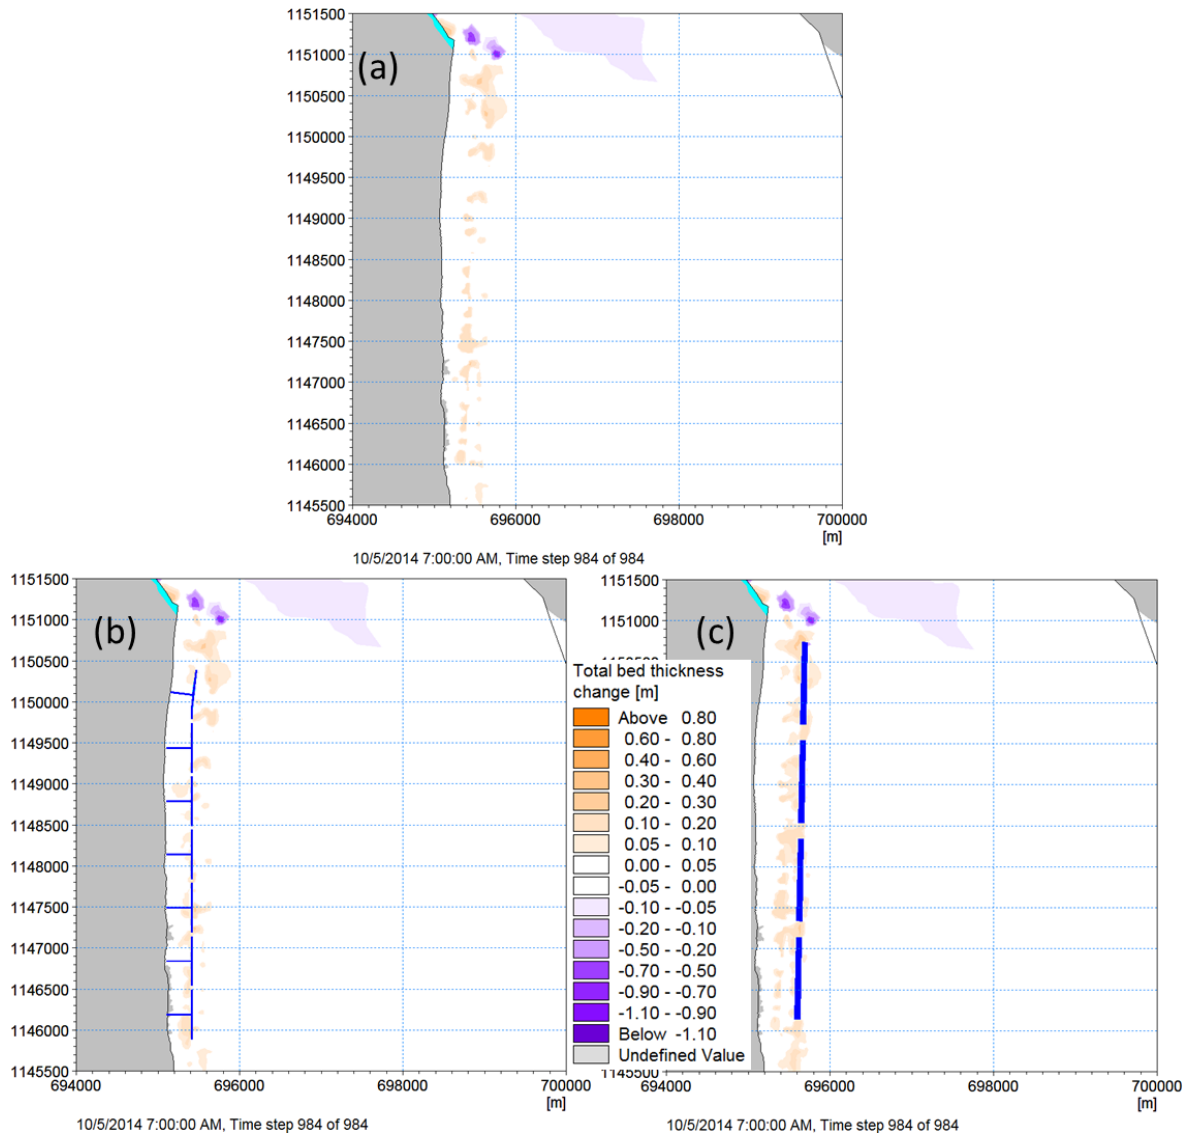 1151500
1151000
(a)
1150500
1150000
1149500
1149000
1148500
1148000
1147500
1147000
1146500
1146000
1145500
694000 696000 698000 700000
[m]
10/5/2014 7:00:00 AM, Time step 984 of 984
1151500
1151000
(b)
1150500
1150000
1149500
1149000
1148500
1148000
1147500
1147000
1146500
1146000
1145500
694000 696000 698000 700000
[m]
10/5/2014 7:00:00 AM, Time step 984 of 984
Total bed thickness
change [m]
Above 0.80
0.60 - 0.80
0.40 - 0.60
0.30 - 0.40
0.20 - 0.30
0.10 - 0.20
0.05 - 0.10
0.00 - 0.05
-0.05 - 0.00
-0.10 - -0.05
-0.20 - -0.10
-0.50 - -0.20
-0.70 - -0.50
-0.90 - -0.70
-1.10 - -0.90
Below -1.10
Undefined Value
1151500
1151000
(c)
1145500
694000 696000 698000 700000
[m]
10/5/2014 7:00:00 AM, Time step 984 of 984